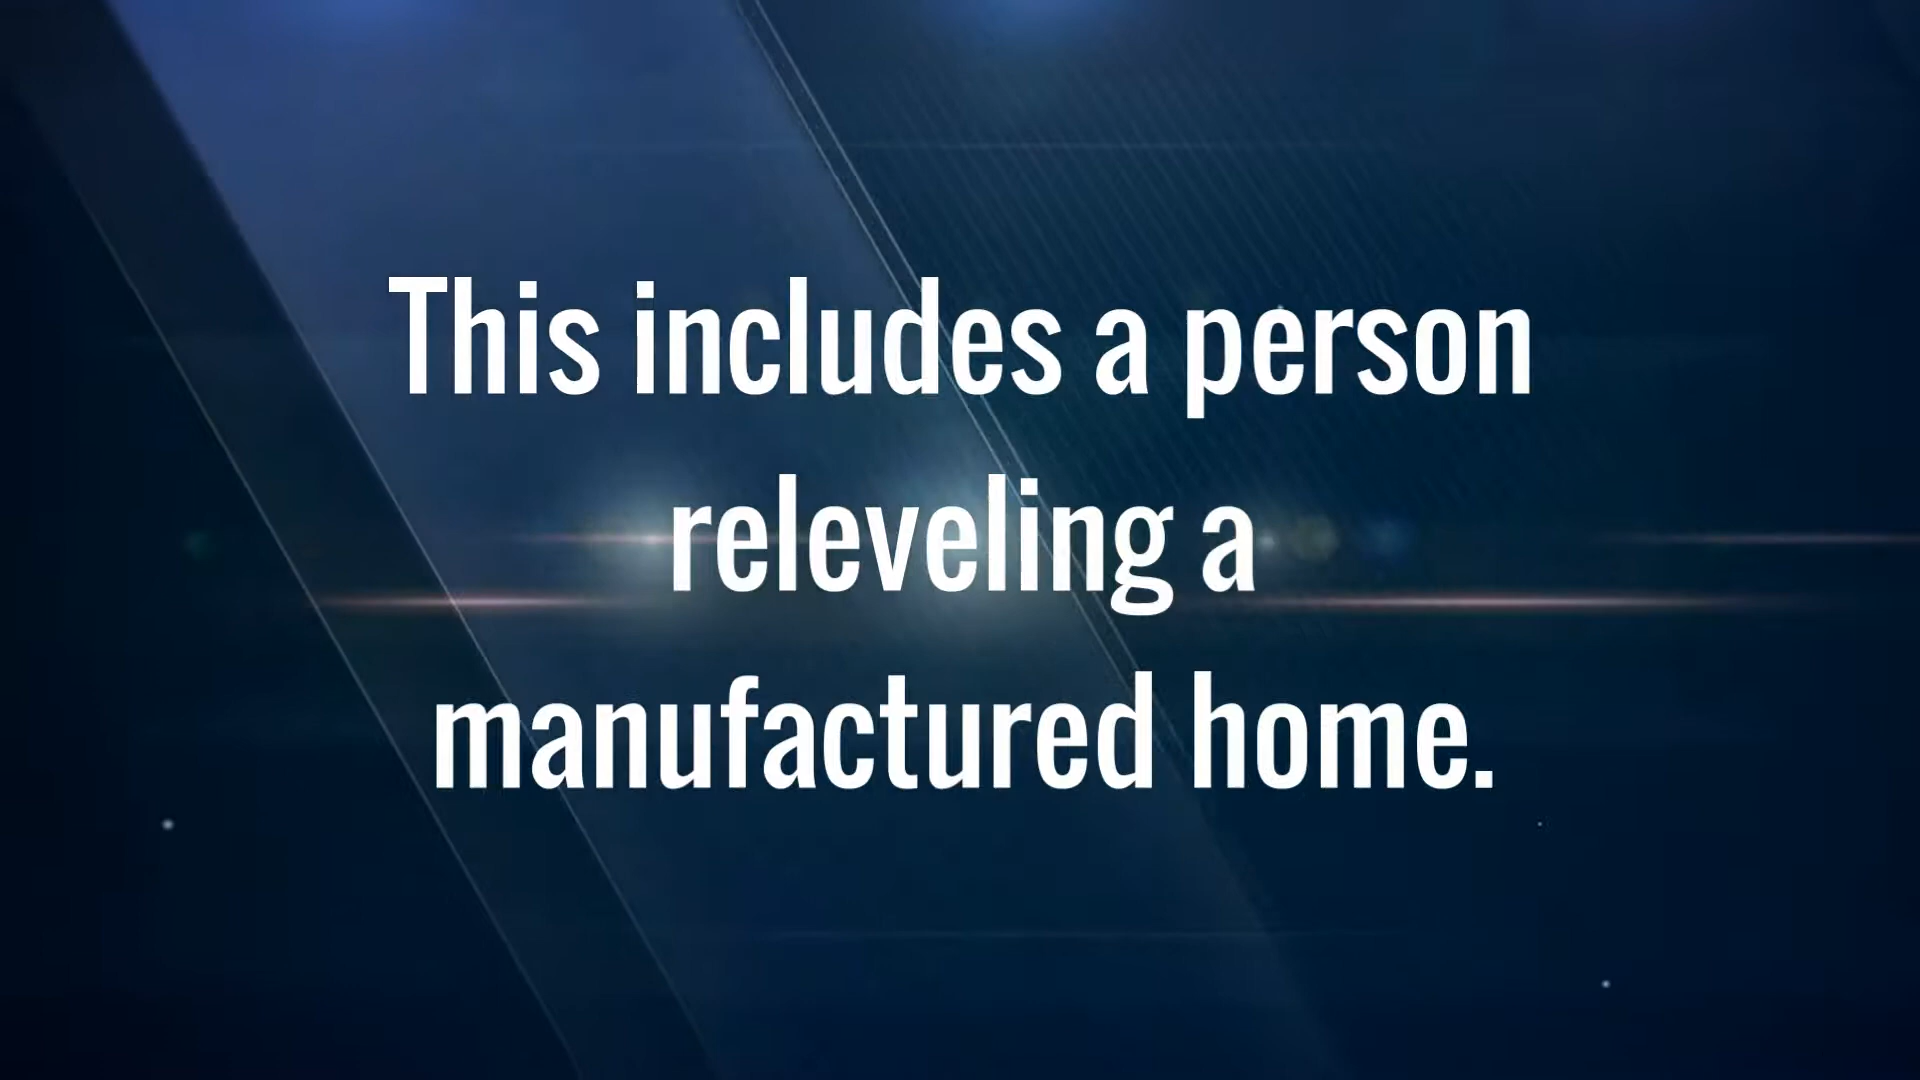 This includes a person
releveling a
manufactured home.